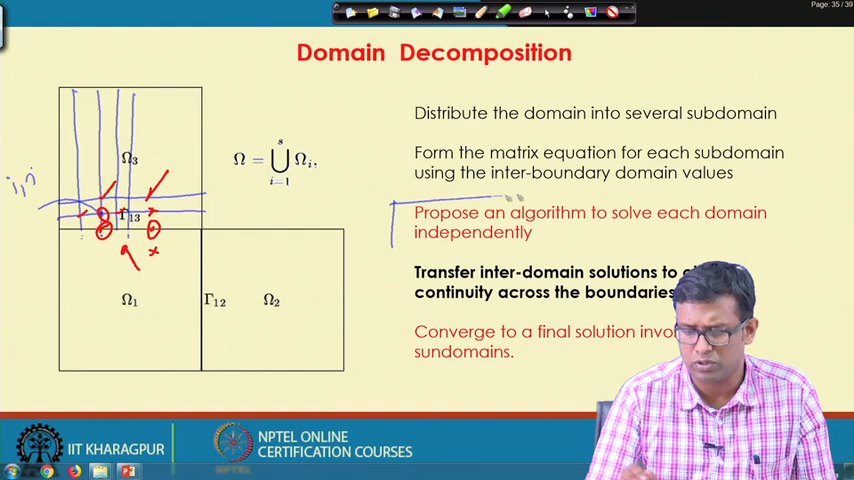 Page: 35 / 39
Domain Decomposition
Ω3
Γ13
Ω1
Γ12
Ω2
i, j
Ω = ⋃_{i=1}^{s} Ωi,
Distribute the domain into several subdomain
Form the matrix equation for each subdomain
using the inter-boundary domain values
Propose an algorithm to solve each domain
independently
Transfer inter-domain solutions to
continuity across the boundaries
Converge to a final solution
sundomains.
IIT KHARAGPUR
NPTEL ONLINE
CERTIFICATION COURSES
NPTEL